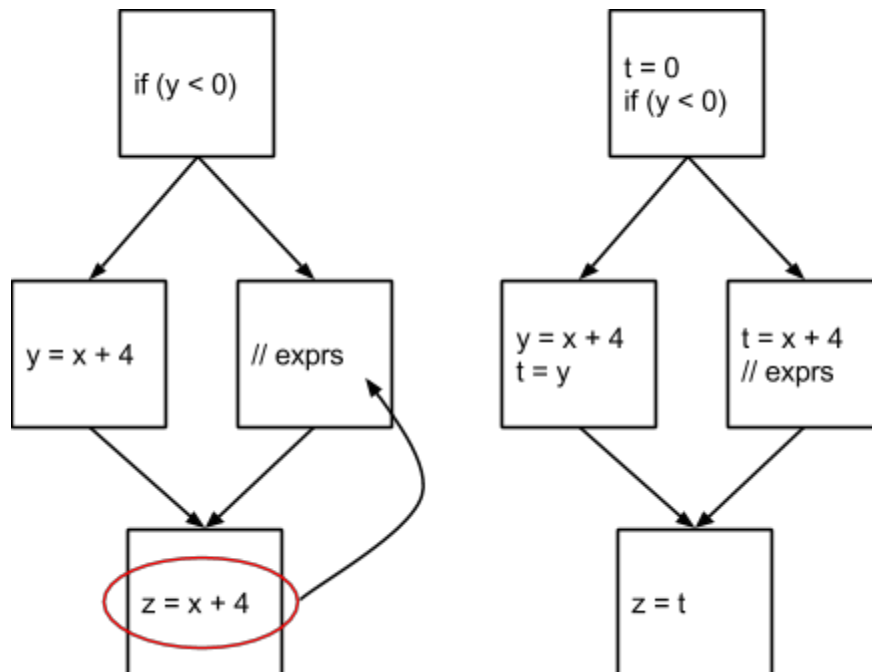 if (y < 0)
y = x + 4
// exprs
z = x + 4
t = 0
if (y < 0)
y = x + 4
t = y
t = x + 4
// exprs
z = t